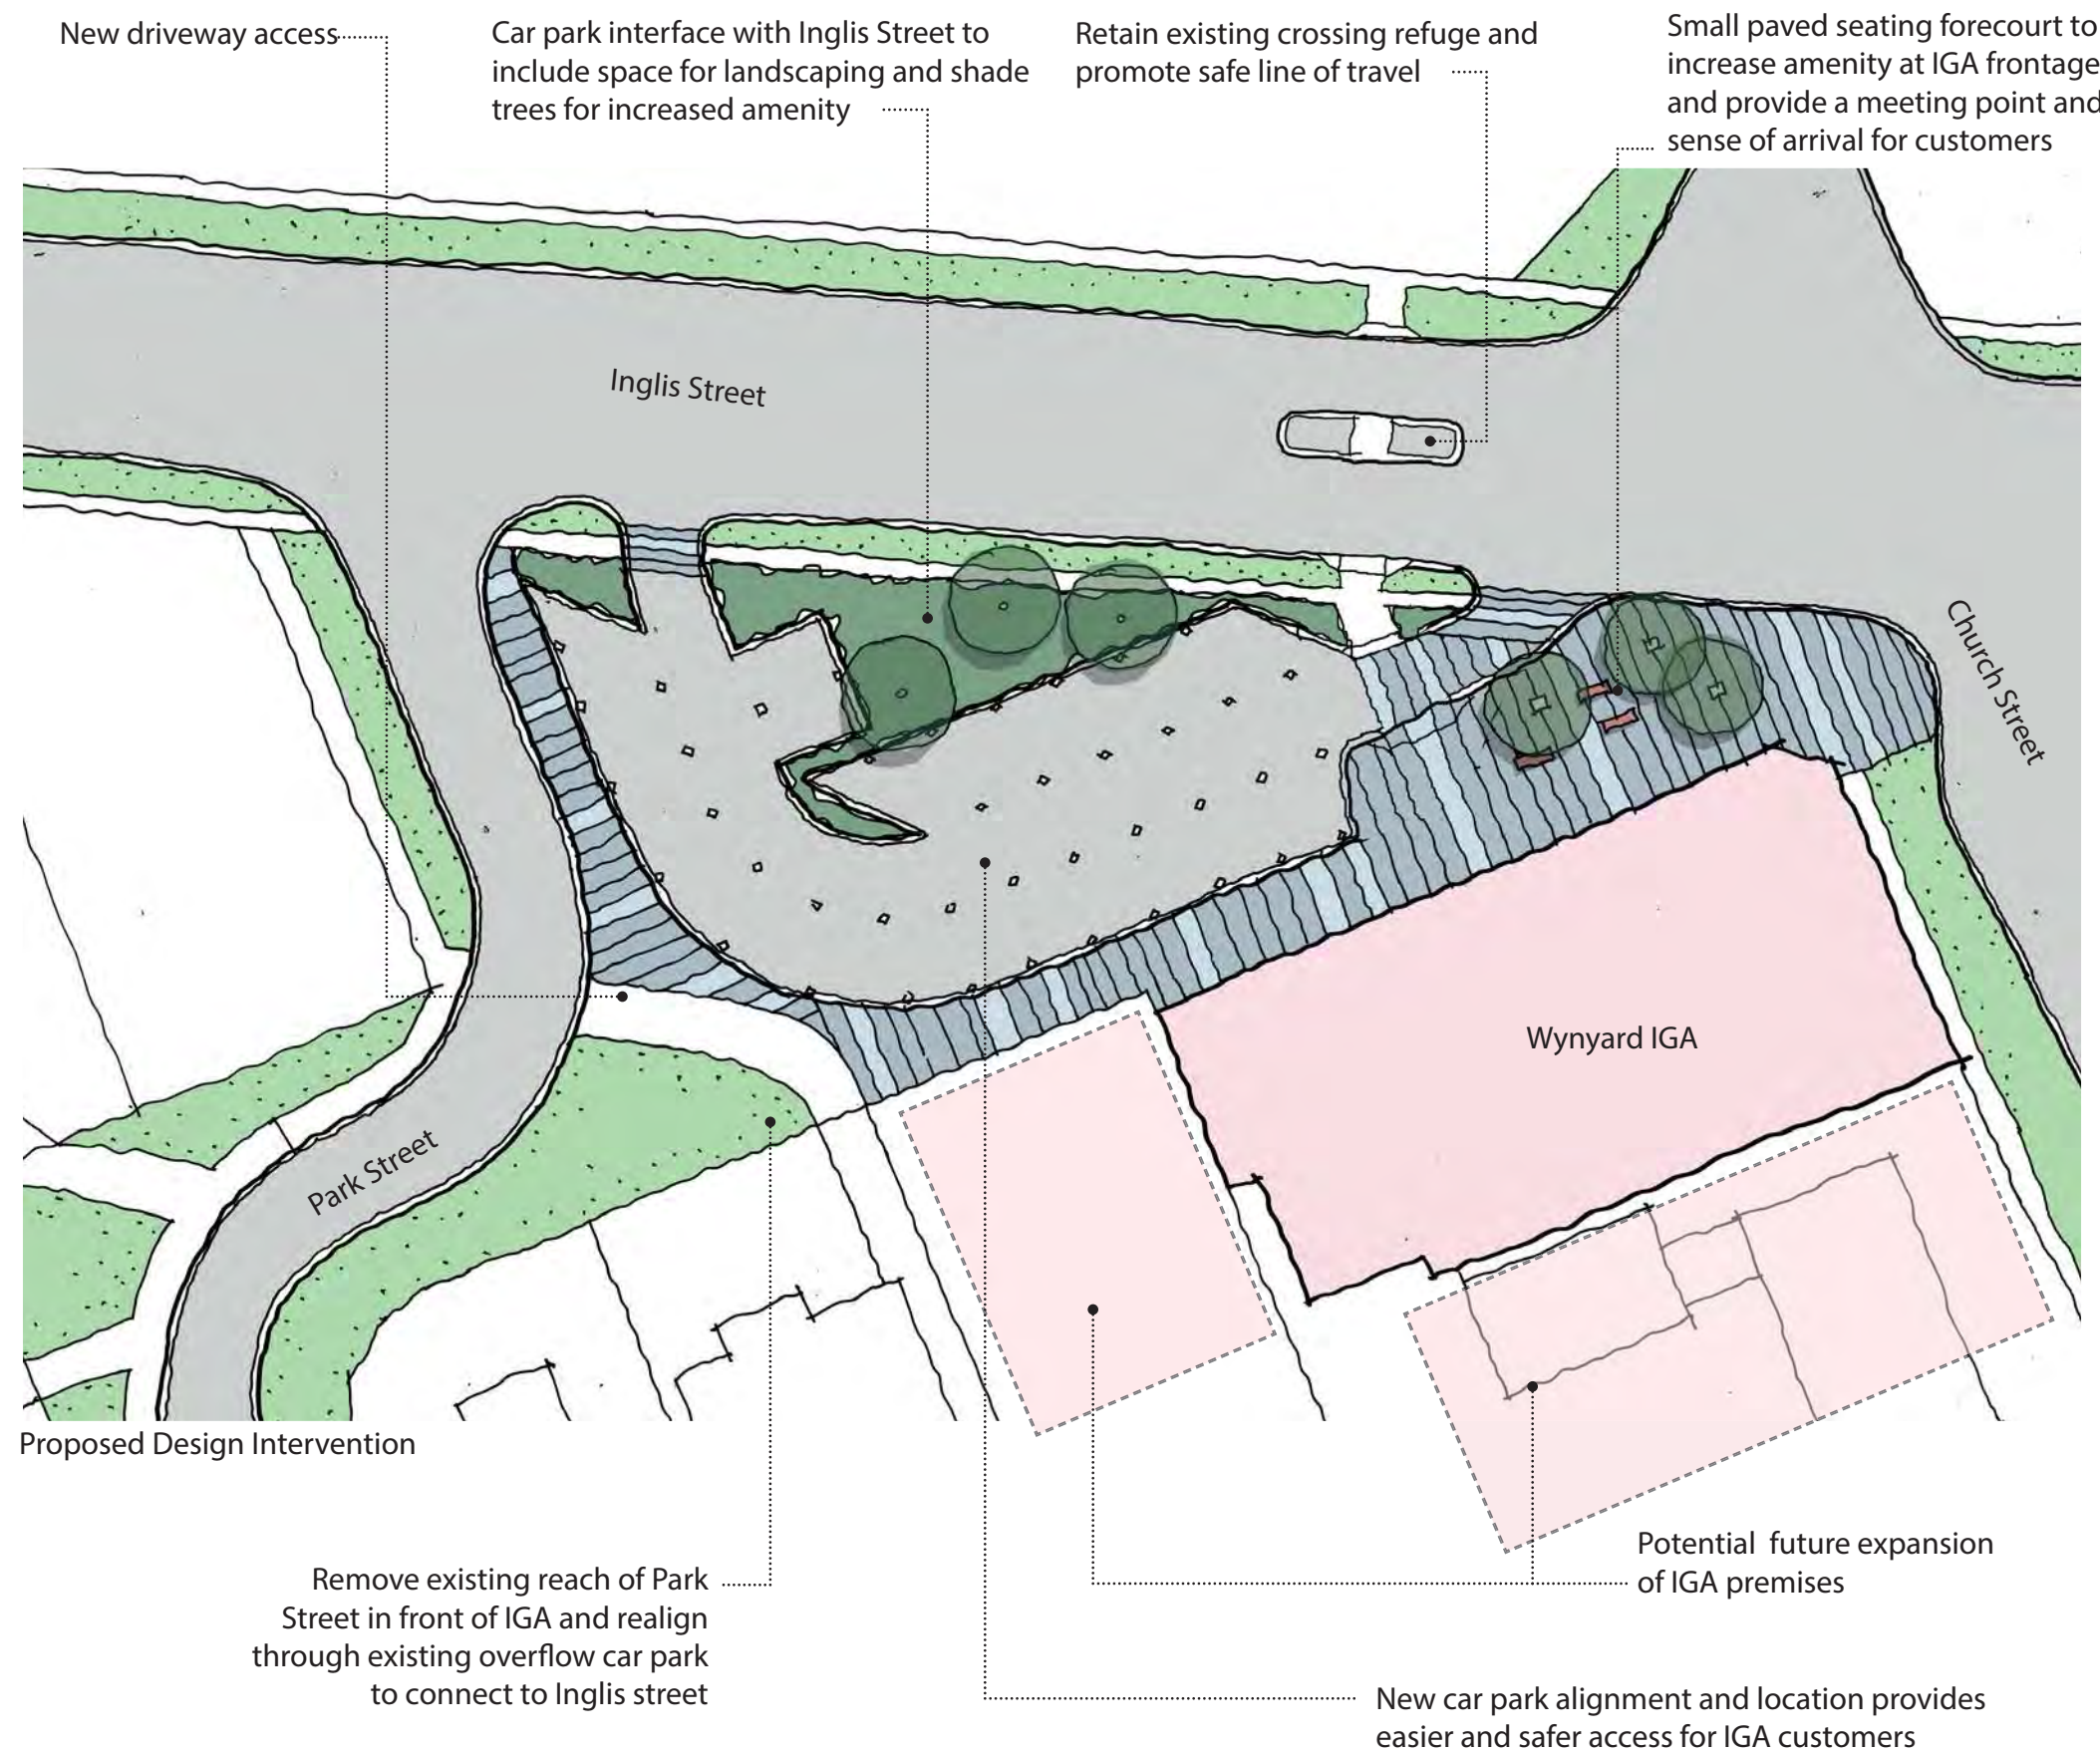 New driveway access
Car park interface with Inglis Street to
include space for landscaping and shade
trees for increased amenity
Retain existing crossing refuge and
promote safe line of travel
Small paved seating forecourt to
increase amenity at IGA frontage
and provide a meeting point and
sense of arrival for customers
Inglis Street
Church Street
Wynyard IGA
Park Street
Proposed Design Intervention
Potential  future expansion
of IGA premises
Remove existing reach of Park
Street in front of IGA and realign
through existing overflow car park
to connect to Inglis street
New car park alignment and location provides
easier and safer access for IGA customers